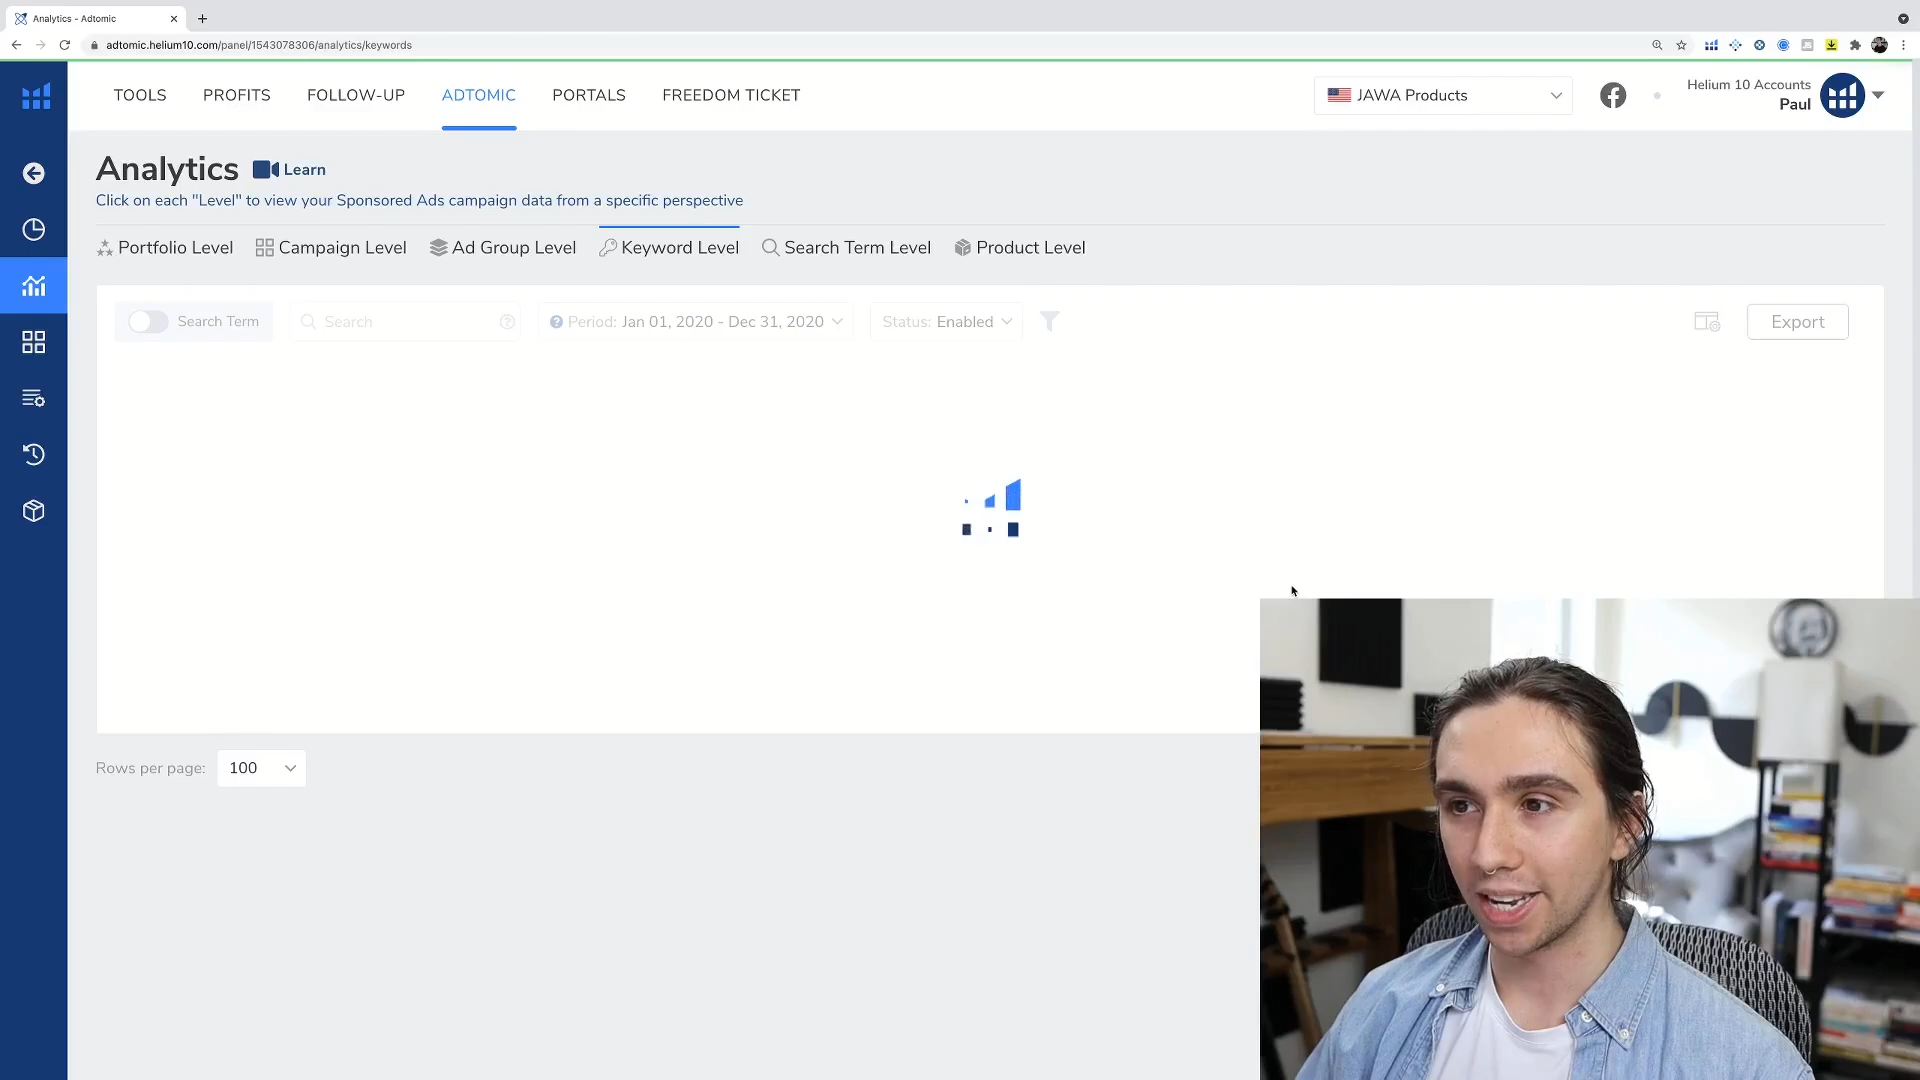 Analytics - Adtomic
adtomic.helium10.com/panel/1543078306/analytics/keywords
TOOLS PROFITS FOLLOW-UP ADTOMIC PORTALS FREEDOM TICKET
JAWA Products
Helium 10 Accounts
Paul
Analytics Learn
Click on each "Level" to view your Sponsored Ads campaign data from a specific perspective
Portfolio Level Campaign Level Ad Group Level Keyword Level Search Term Level Product Level
Search Term Search Period: Jan 01, 2020 - Dec 31, 2020 Status: Enabled Export
Rows per page: 100